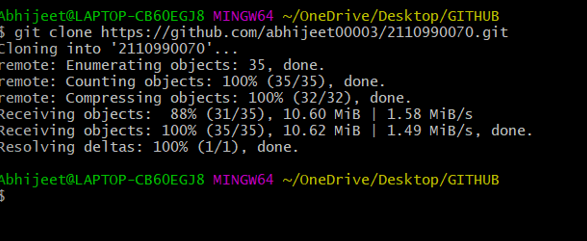 Abhijeet@LAPTOP-CB60EGJ8 MINGW64 ~/OneDrive/Desktop/GITHUB
$ git clone https://github.com/abhijeet00003/2110990070.git
Cloning into '2110990070'...
remote: Enumerating objects: 35, done.
remote: Counting objects: 100% (35/35), done.
remote: Compressing objects: 100% (32/32), done.
Receiving objects:  88% (31/35), 10.60 MiB | 1.58 MiB/s
Receiving objects: 100% (35/35), 10.62 MiB | 1.49 MiB/s, done.
Resolving deltas: 100% (1/1), done.
Abhijeet@LAPTOP-CB60EGJ8 MINGW64 ~/OneDrive/Desktop/GITHUB
$